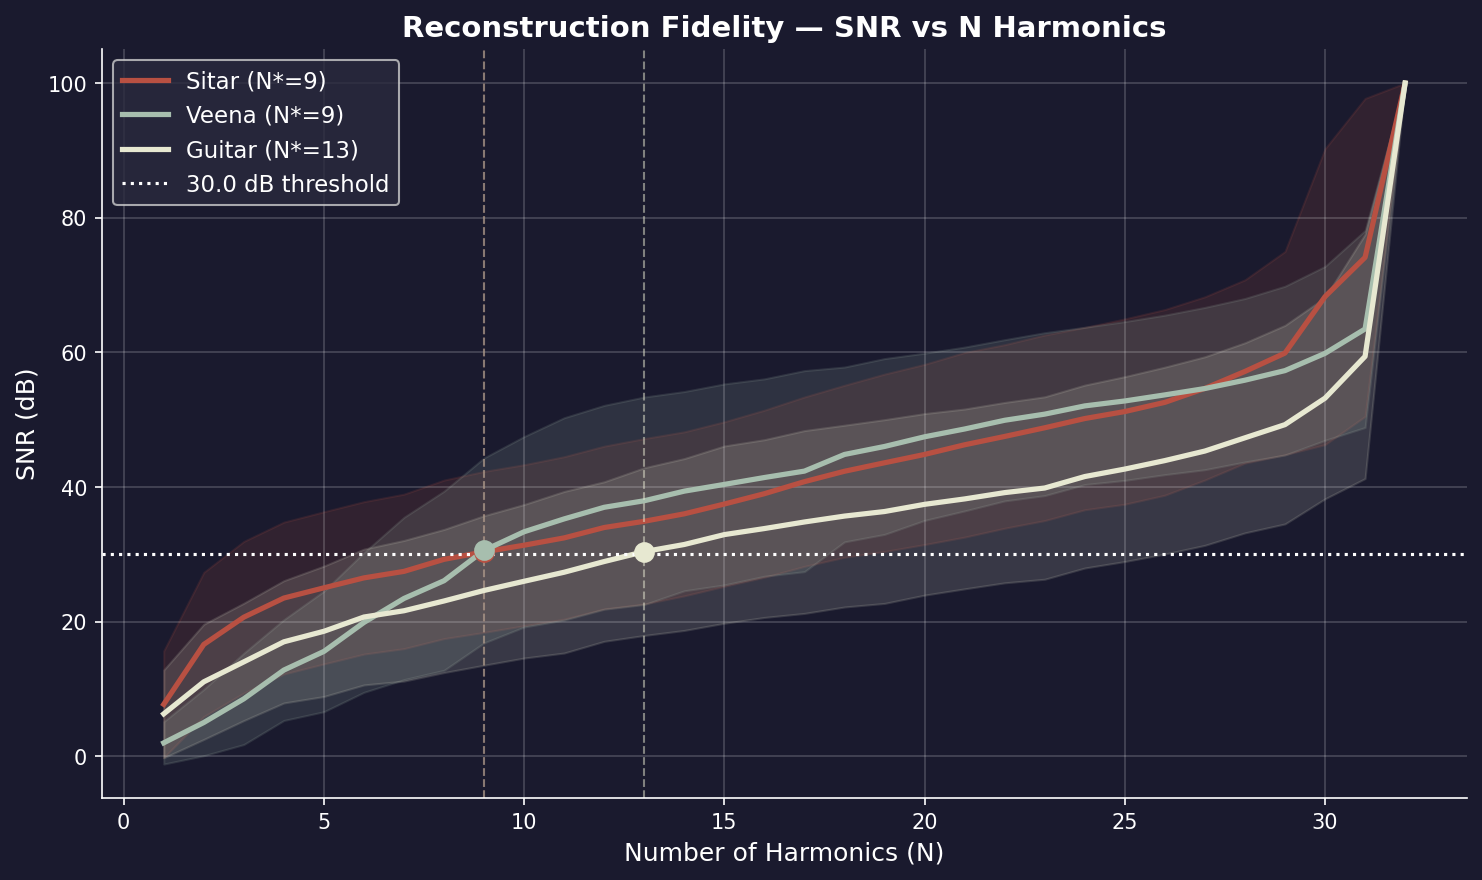 Reconstruction Fidelity — SNR vs N Harmonics
Sitar (N*=9)
Veena (N*=9)
Guitar (N*=13)
30.0 dB threshold
SNR (dB)
100
80
60
40
20
0
0 5 10 15 20 25 30
Number of Harmonics (N)